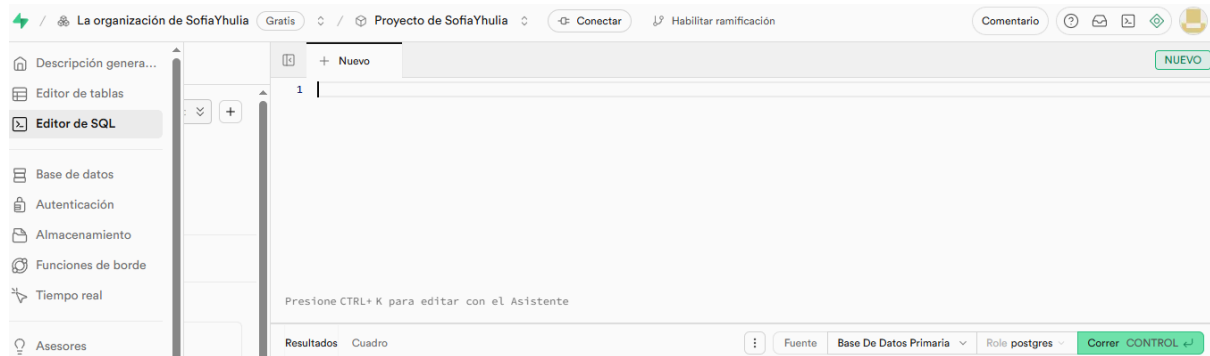 / La organización de SofiaYhulia Gratis / Proyecto de SofiaYhulia Conectar Habilitar ramificación Comentario
Descripción genera...
Editor de tablas
Editor de SQL
Base de datos
Autenticación
Almacenamiento
Funciones de borde
Tiempo real
Asesores
+ Nuevo
NUEVO
1
Presione CTRL+ K para editar con el Asistente
Resultados Cuadro Fuente Base De Datos Primaria Role postgres Correr CONTROL ↵